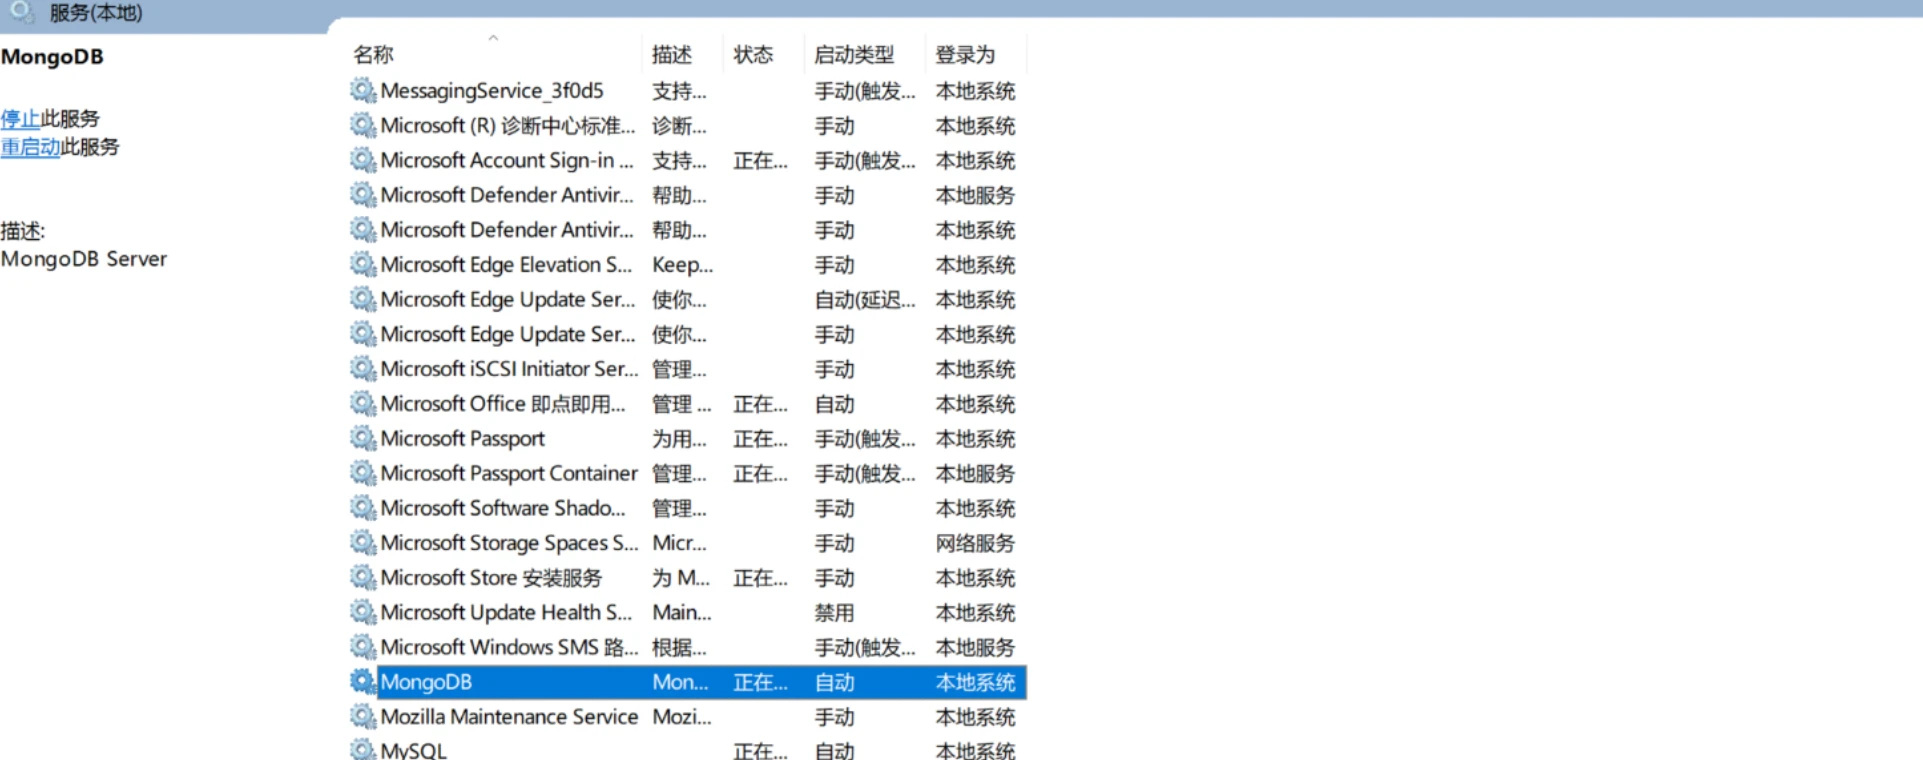 服务(本地)
MongoDB
停止此服务
重启动此服务
描述:
MongoDB Server
名称 描述 状态 启动类型 登录为
MessagingService_3f0d5 支持... 手动(触发... 本地系统
Microsoft (R) 诊断中心标准... 诊断... 手动 本地系统
Microsoft Account Sign-in ... 支持... 正在... 手动(触发... 本地系统
Microsoft Defender Antivir... 帮助... 手动 本地服务
Microsoft Defender Antivir... 帮助... 手动 本地系统
Microsoft Edge Elevation S... Keep... 手动 本地系统
Microsoft Edge Update Ser... 使你... 自动(延迟... 本地系统
Microsoft Edge Update Ser... 使你... 手动 本地系统
Microsoft iSCSI Initiator Ser... 管理... 手动 本地系统
Microsoft Office 即点即用... 管理 ... 正在... 自动 本地系统
Microsoft Passport 为用... 正在... 手动(触发... 本地系统
Microsoft Passport Container 管理... 正在... 手动(触发... 本地服务
Microsoft Software Shado... 管理... 手动 本地系统
Microsoft Storage Spaces S... Micr... 手动 网络服务
Microsoft Store 安装服务 为 M... 正在... 手动 本地系统
Microsoft Update Health S... Main... 禁用 本地系统
Microsoft Windows SMS 路... 根据... 手动(触发... 本地服务
MongoDB Mon... 正在... 自动 本地系统
Mozilla Maintenance Service Mozi... 手动 本地系统
MySQL 正在... 自动 本地系统